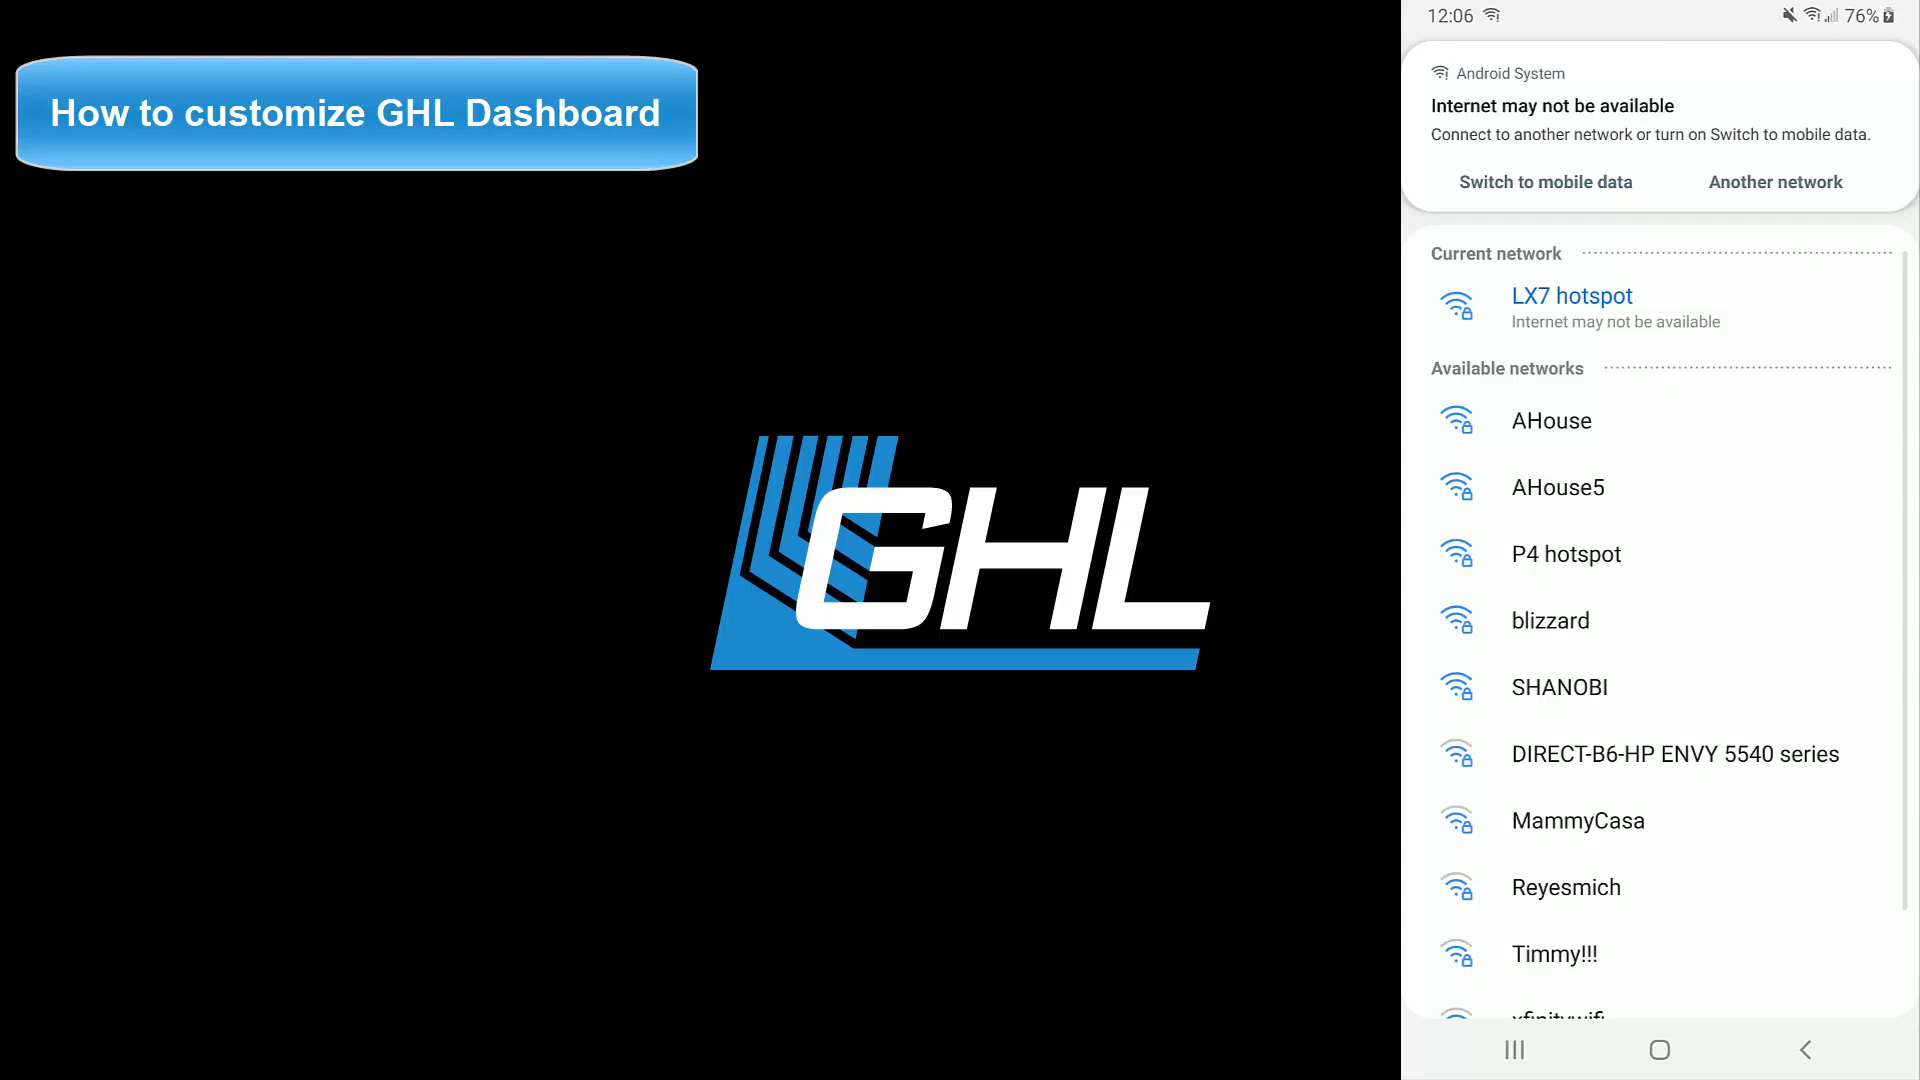 How to customize GHL Dashboard
GHL
12:06
76%
Android System
Internet may not be available
Connect to another network or turn on Switch to mobile data.
Switch to mobile data
Another network
Current network
LX7 hotspot
Internet may not be available
Available networks
AHouse
AHouse5
P4 hotspot
blizzard
SHANOBI
DIRECT-B6-HP ENVY 5540 series
MammyCasa
Reyesmich
Timmy!!!
xfinitywifi